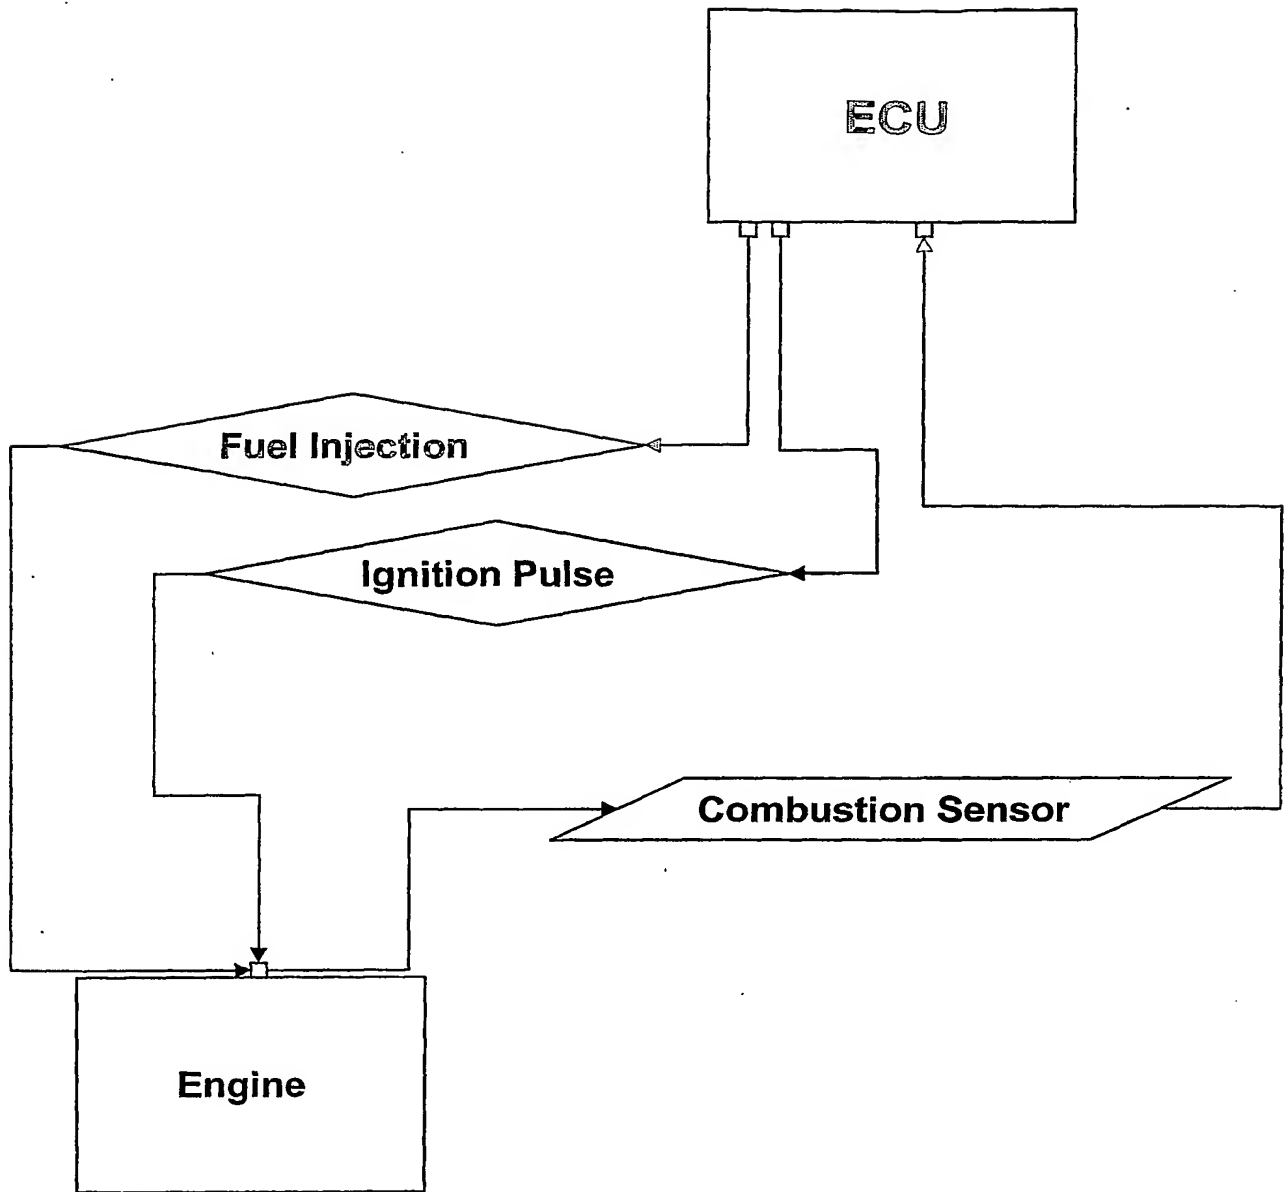 ECU
Fuel Injection
Ignition Pulse
Combustion Sensor
Engine